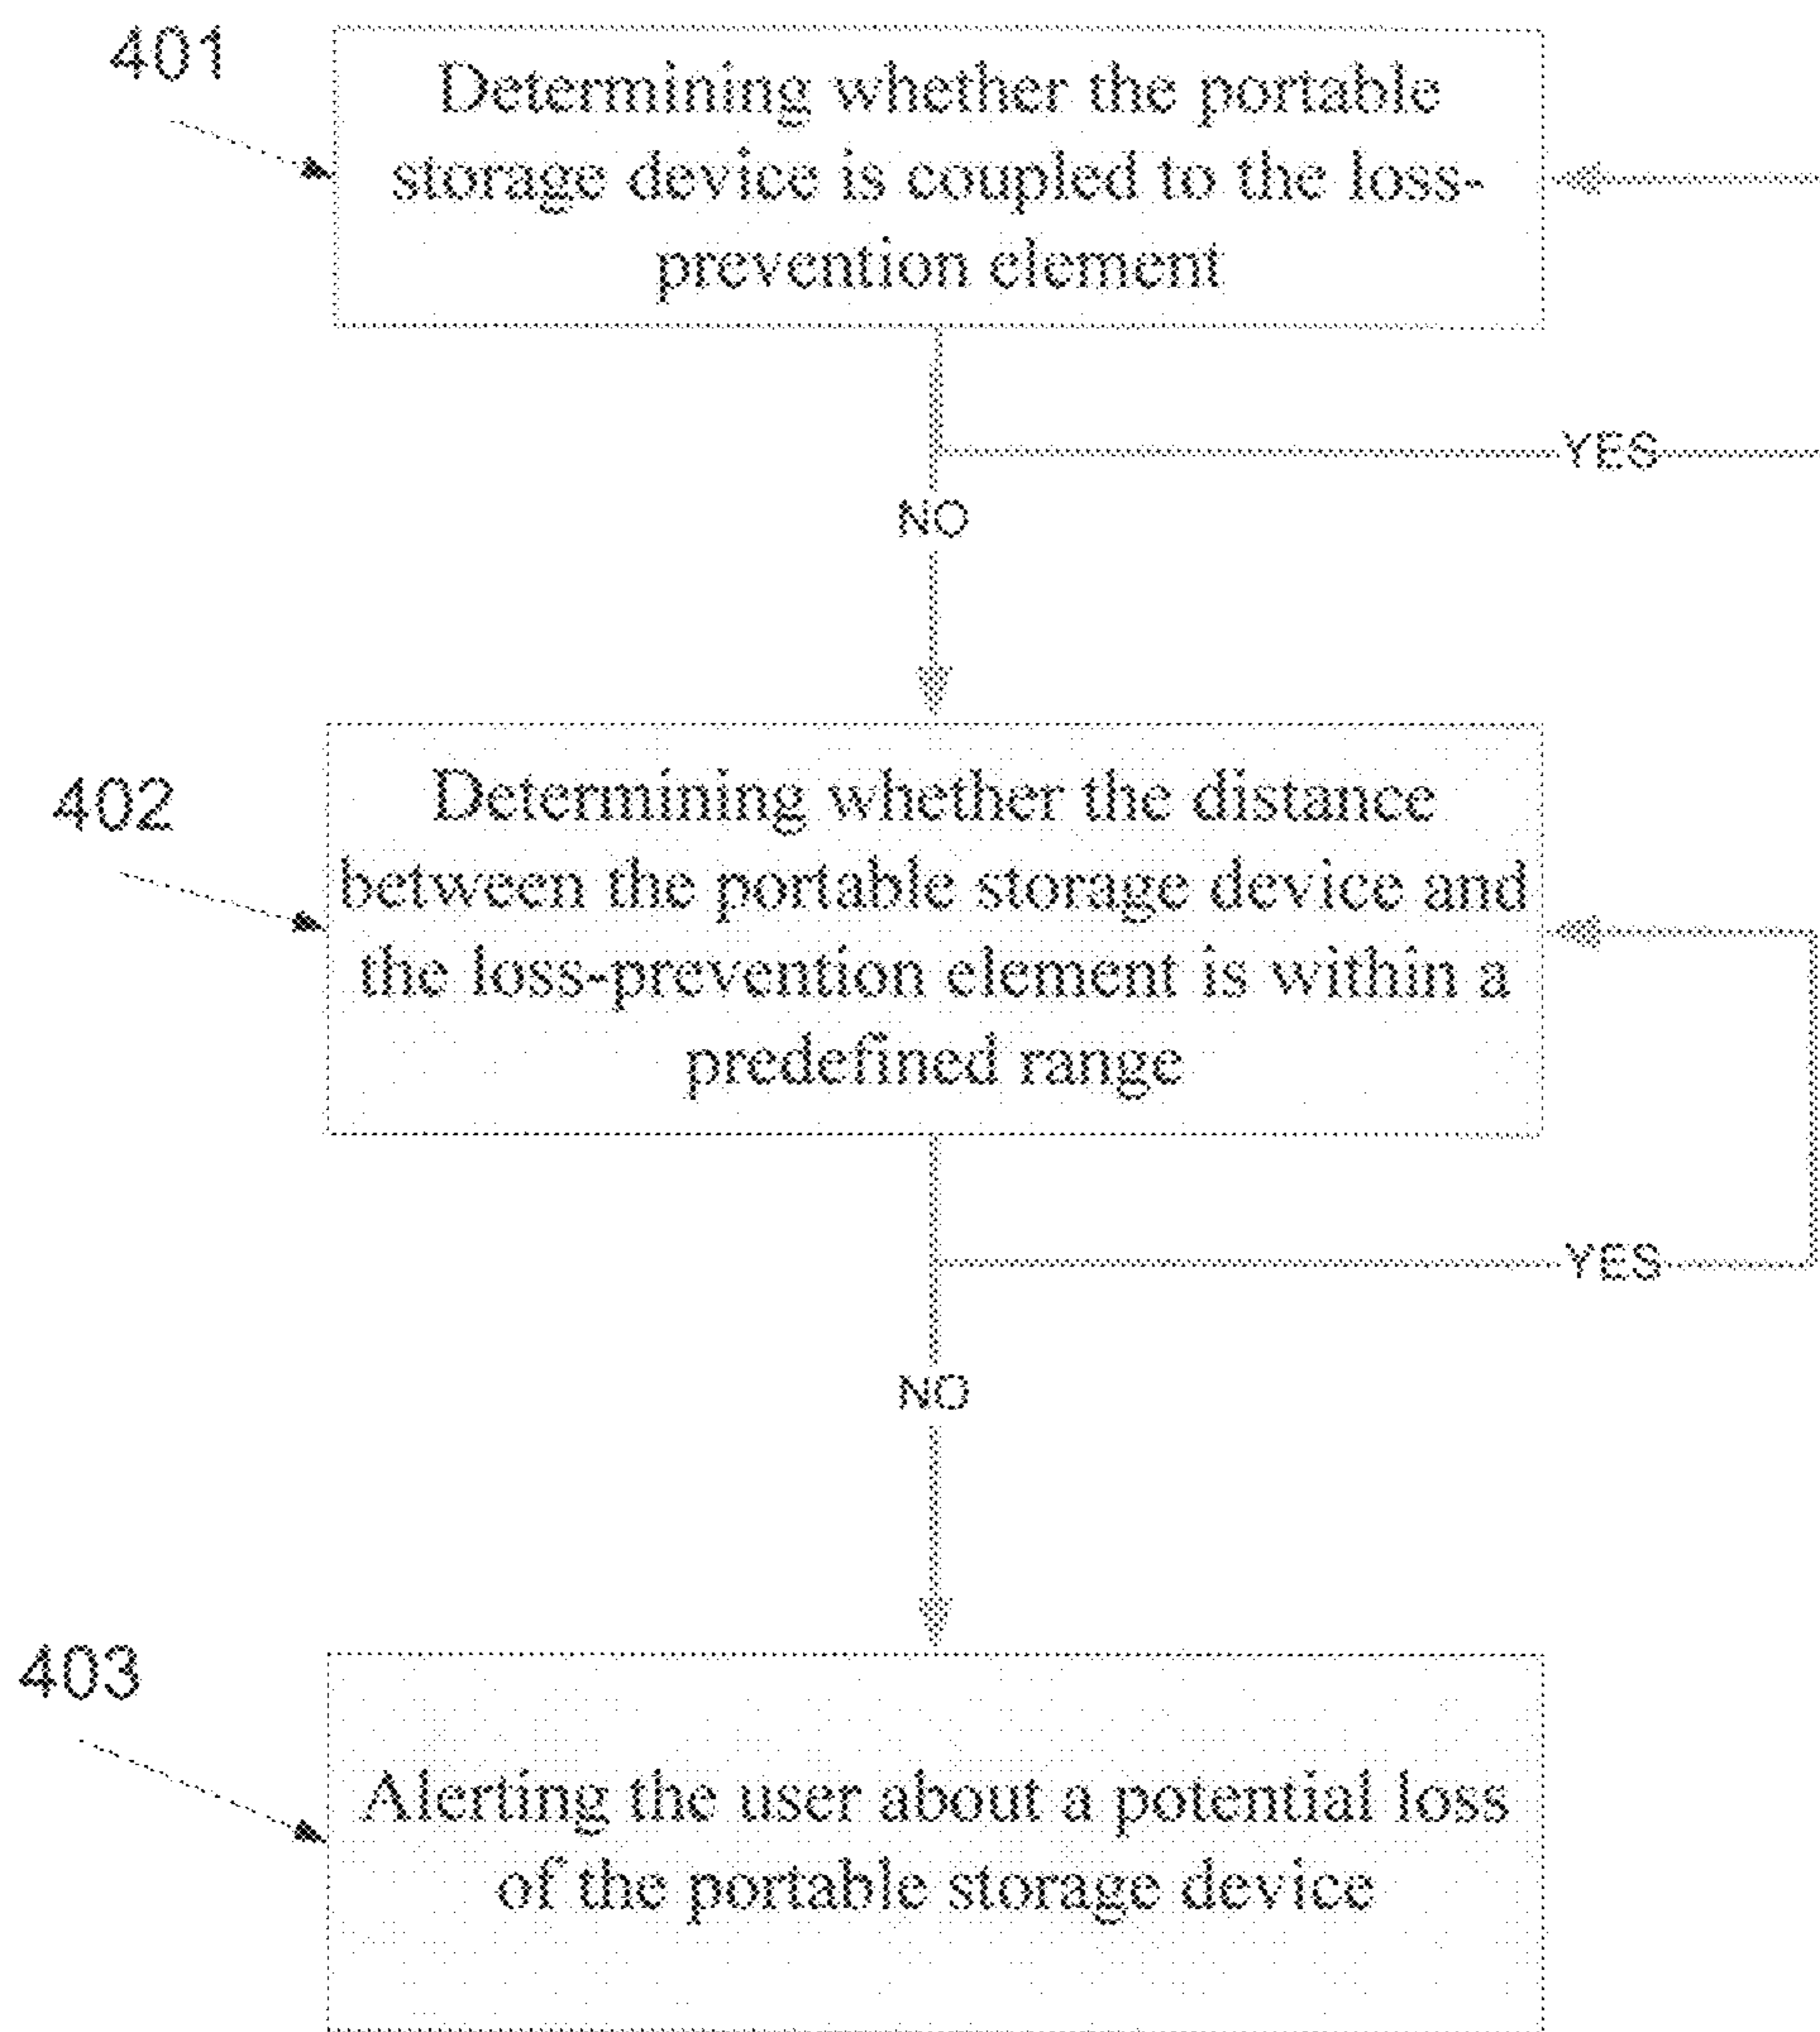 401
Determining whether the portable
storage device is coupled to the loss-
prevention element
YES
NO
402
Determining whether the distance
between the portable storage device and
the loss-prevention element is within a
predefined range
YES
NO
403
Alerting the user about a potential loss
of the portable storage device